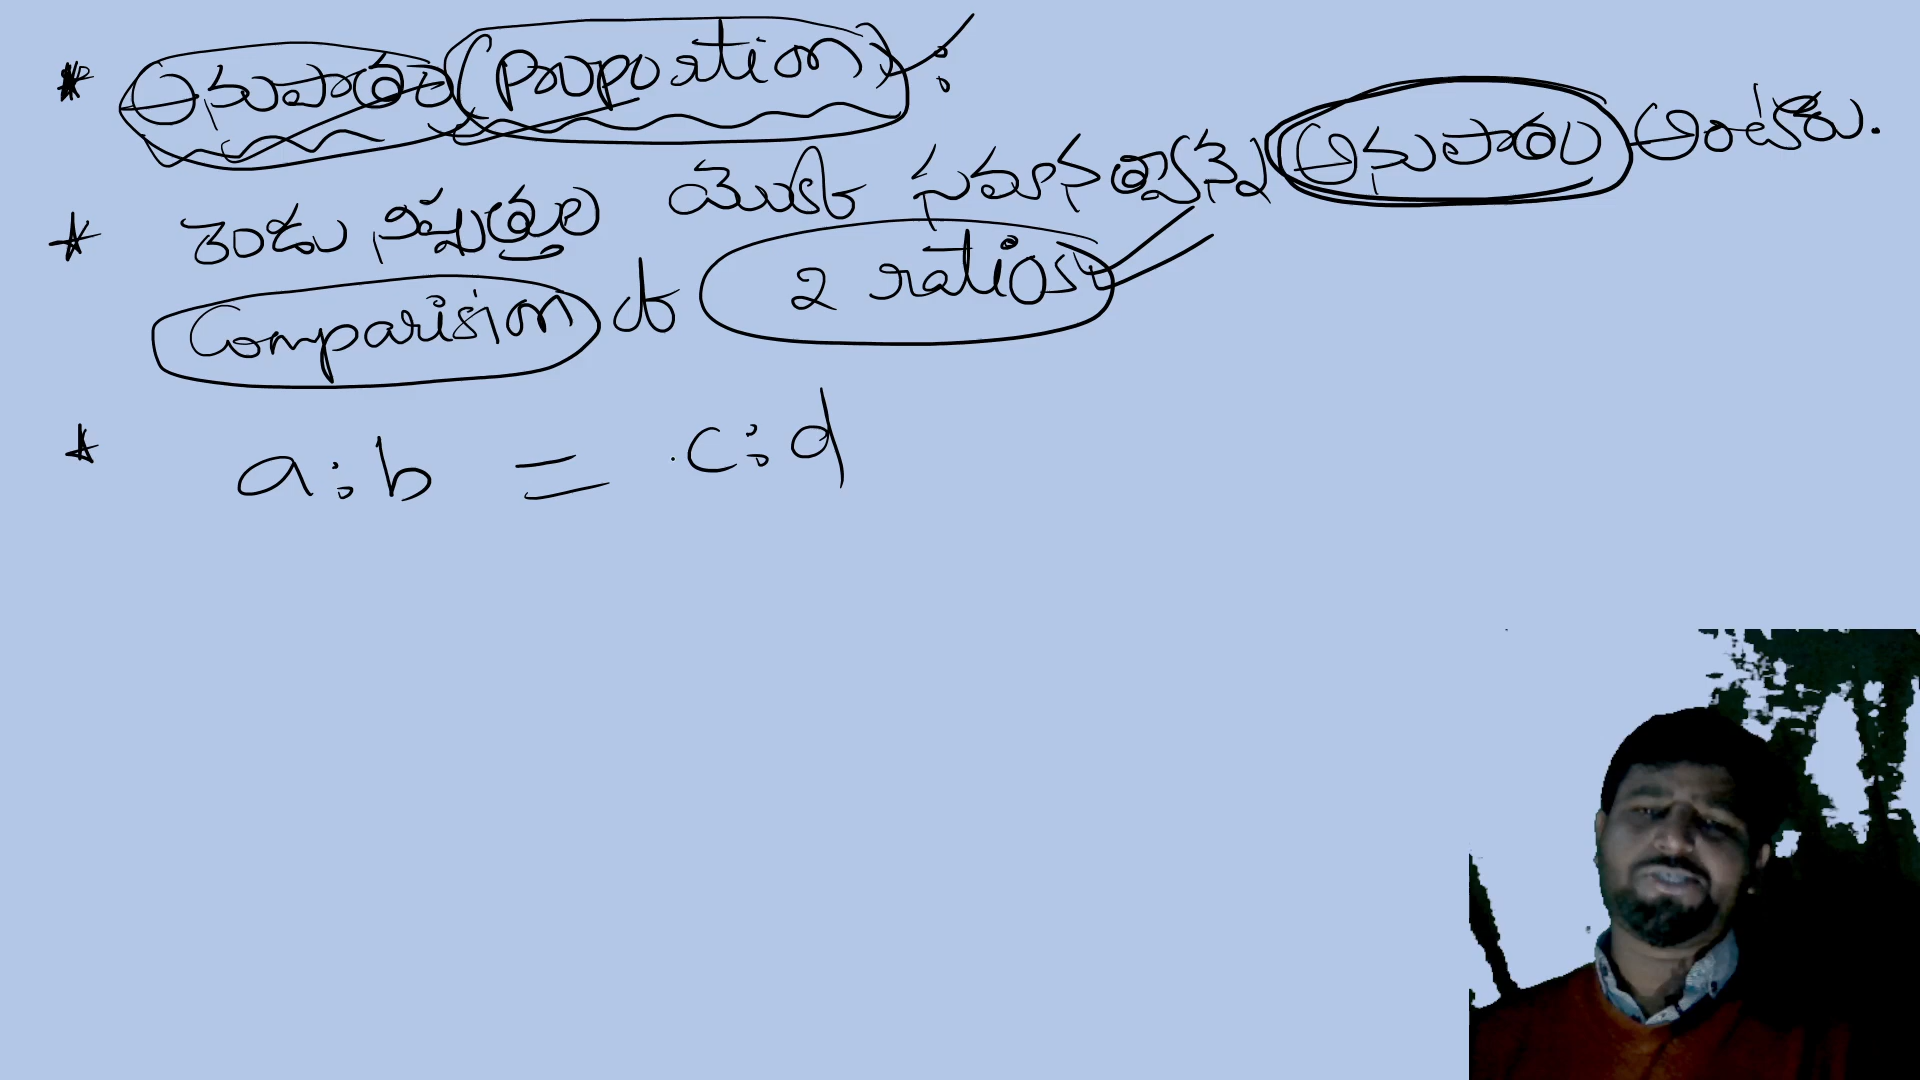 * అనుపాతం (proportion) :
* రెండు నిష్పత్తుల యొక్క సమానత్వాన్ని అనుపాతం అంటారు.
Comparision of 2 ratios
* a:b = c:d